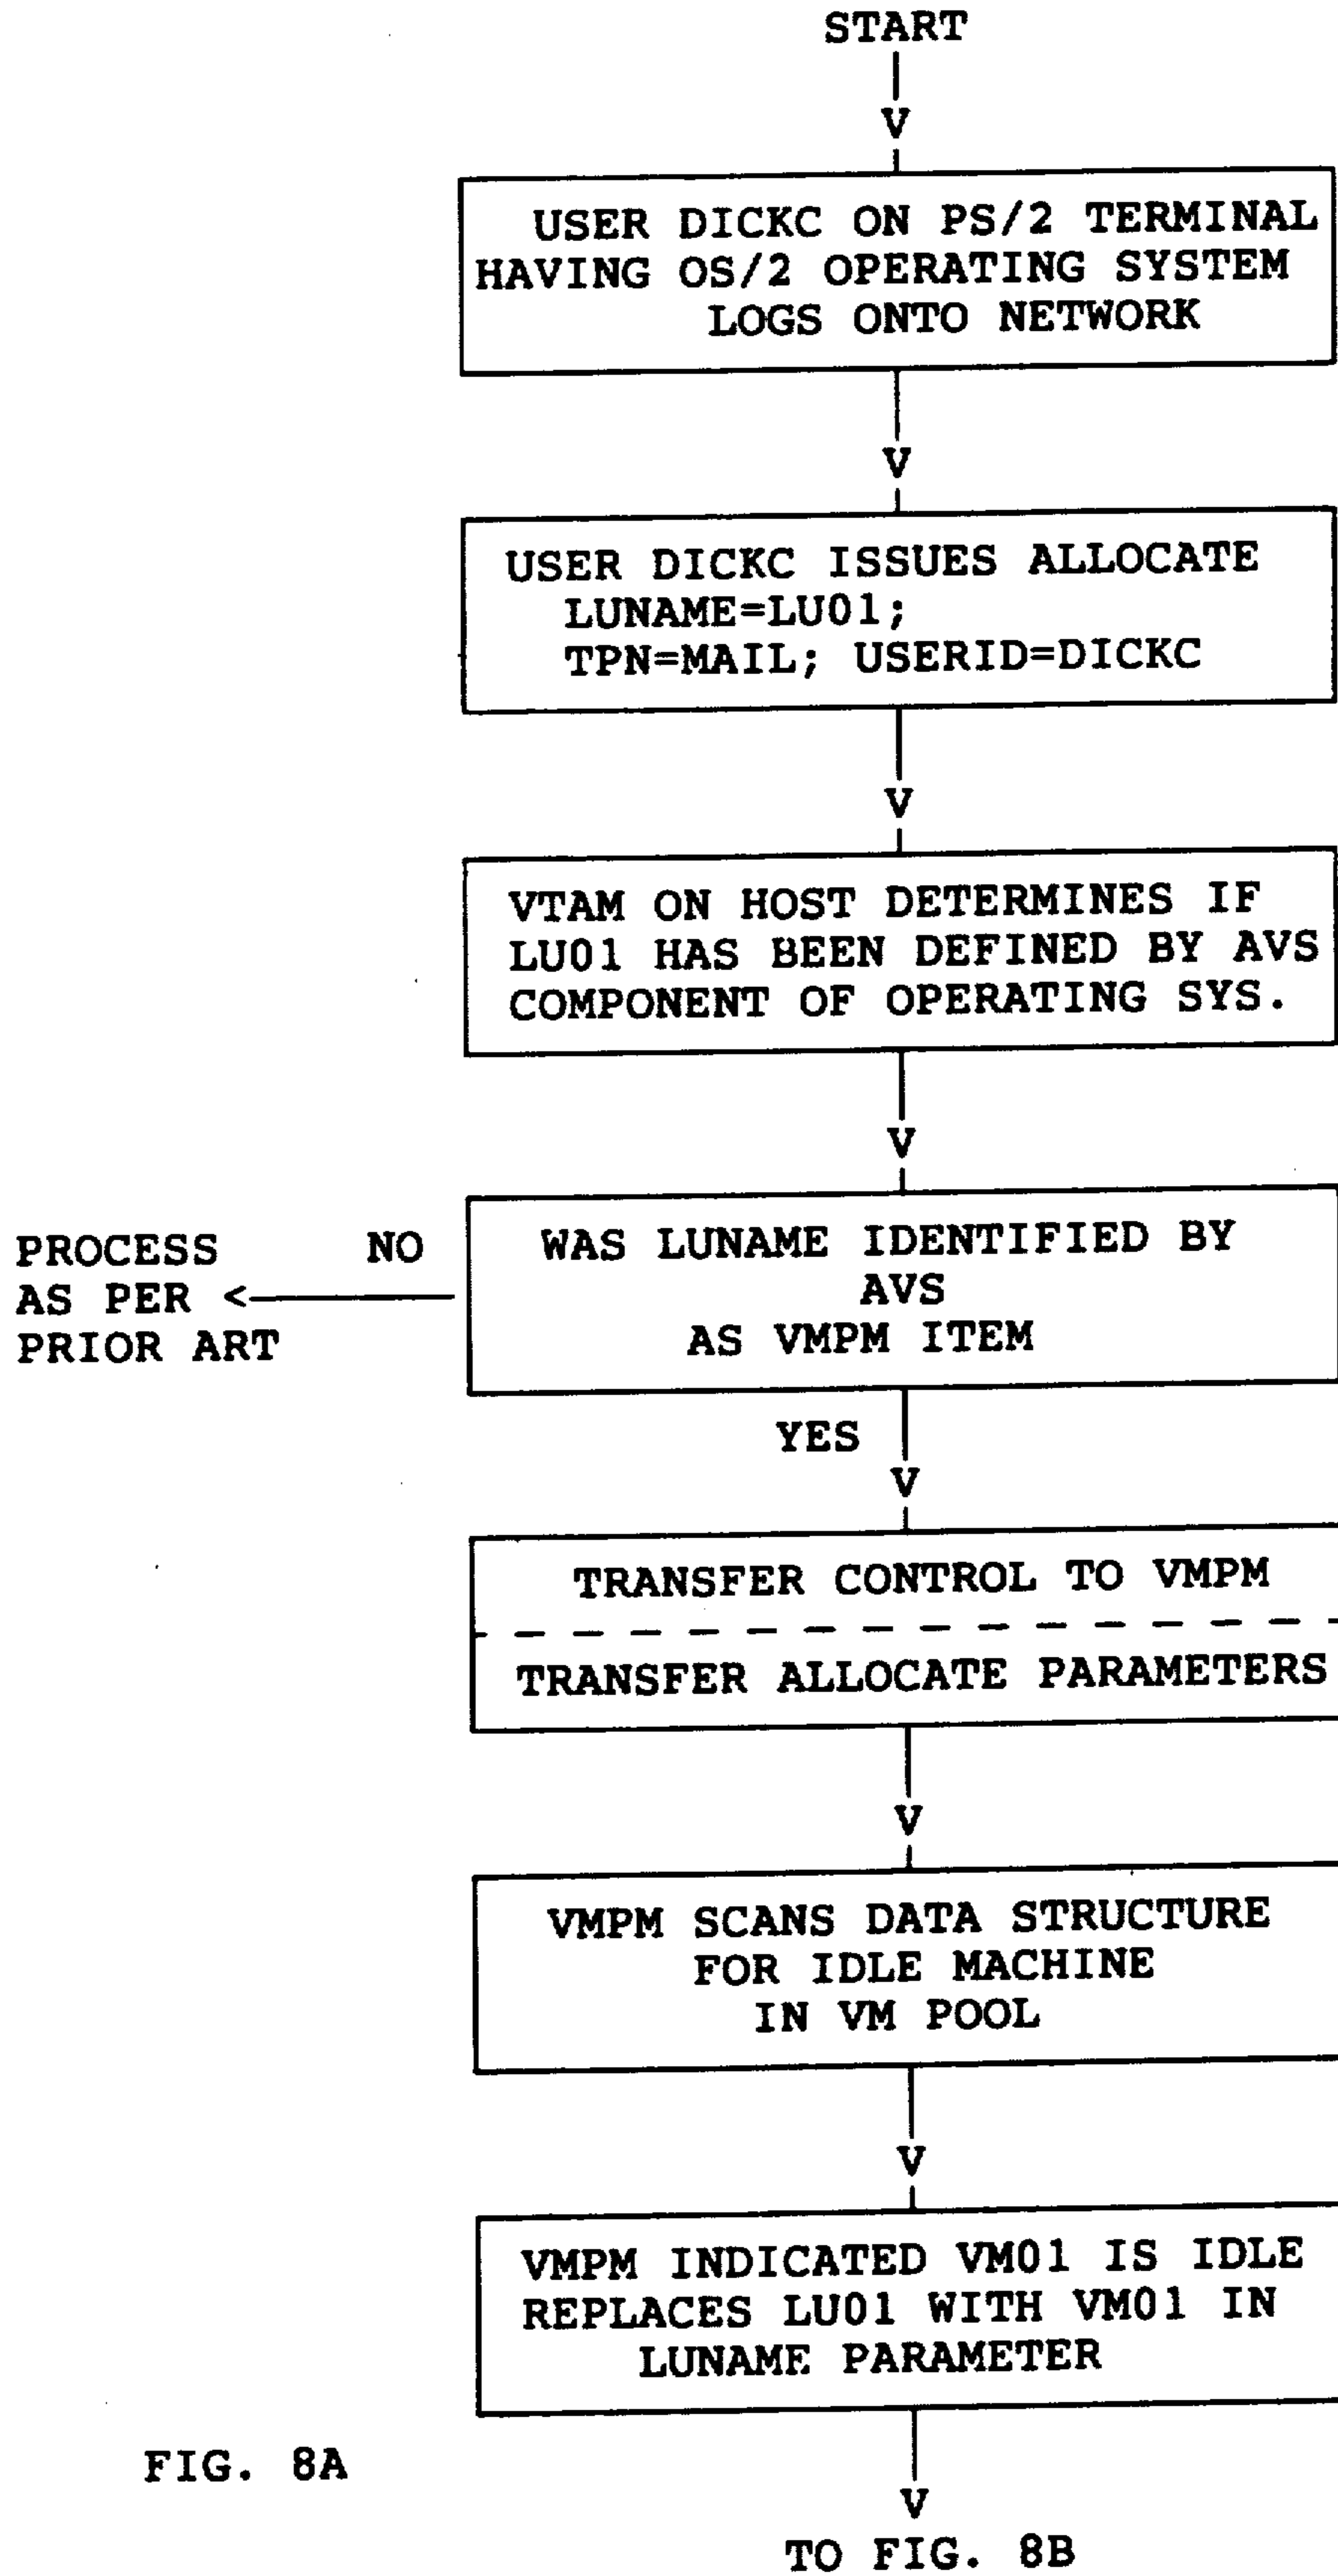 START
V
USER DICKC ON PS/2 TERMINAL
HAVING OS/2 OPERATING SYSTEM
LOGS ONTO NETWORK
V
USER DICKC ISSUES ALLOCATE
LUNAME=LU01;
TPN=MAIL; USERID=DICKC
V
VTAM ON HOST DETERMINES IF
LU01 HAS BEEN DEFINED BY AVS
COMPONENT OF OPERATING SYS.
V
WAS LUNAME IDENTIFIED BY
AVS
AS VMPM ITEM
NO
PROCESS
AS PER <
PRIOR ART
YES
V
TRANSFER CONTROL TO VMPM
TRANSFER ALLOCATE PARAMETERS
V
VMPM SCANS DATA STRUCTURE
FOR IDLE MACHINE
IN VM POOL
V
VMPM INDICATED VM01 IS IDLE
REPLACES LU01 WITH VM01 IN
LUNAME PARAMETER
V
TO FIG. 8B
FIG. 8A